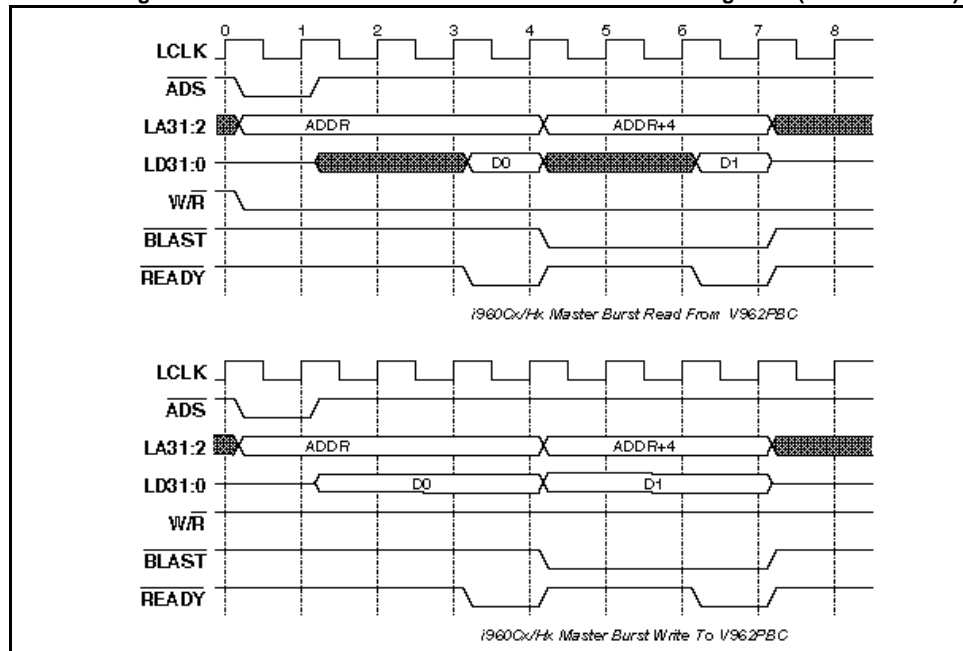 0 1 2 3 4 5 6 7 8
LCLK
ADS
LA31:2 ADDR ADDR+4
LD31:0 D0 D1
W/R
BLAST
READY
i960Cx/Hx Master Burst Read From V962PBC
LCLK
ADS
LA31:2 ADDR ADDR+4
LD31:0 D0 D1
W/R
BLAST
READY
i960Cx/Hx Master Burst Write To V962PBC